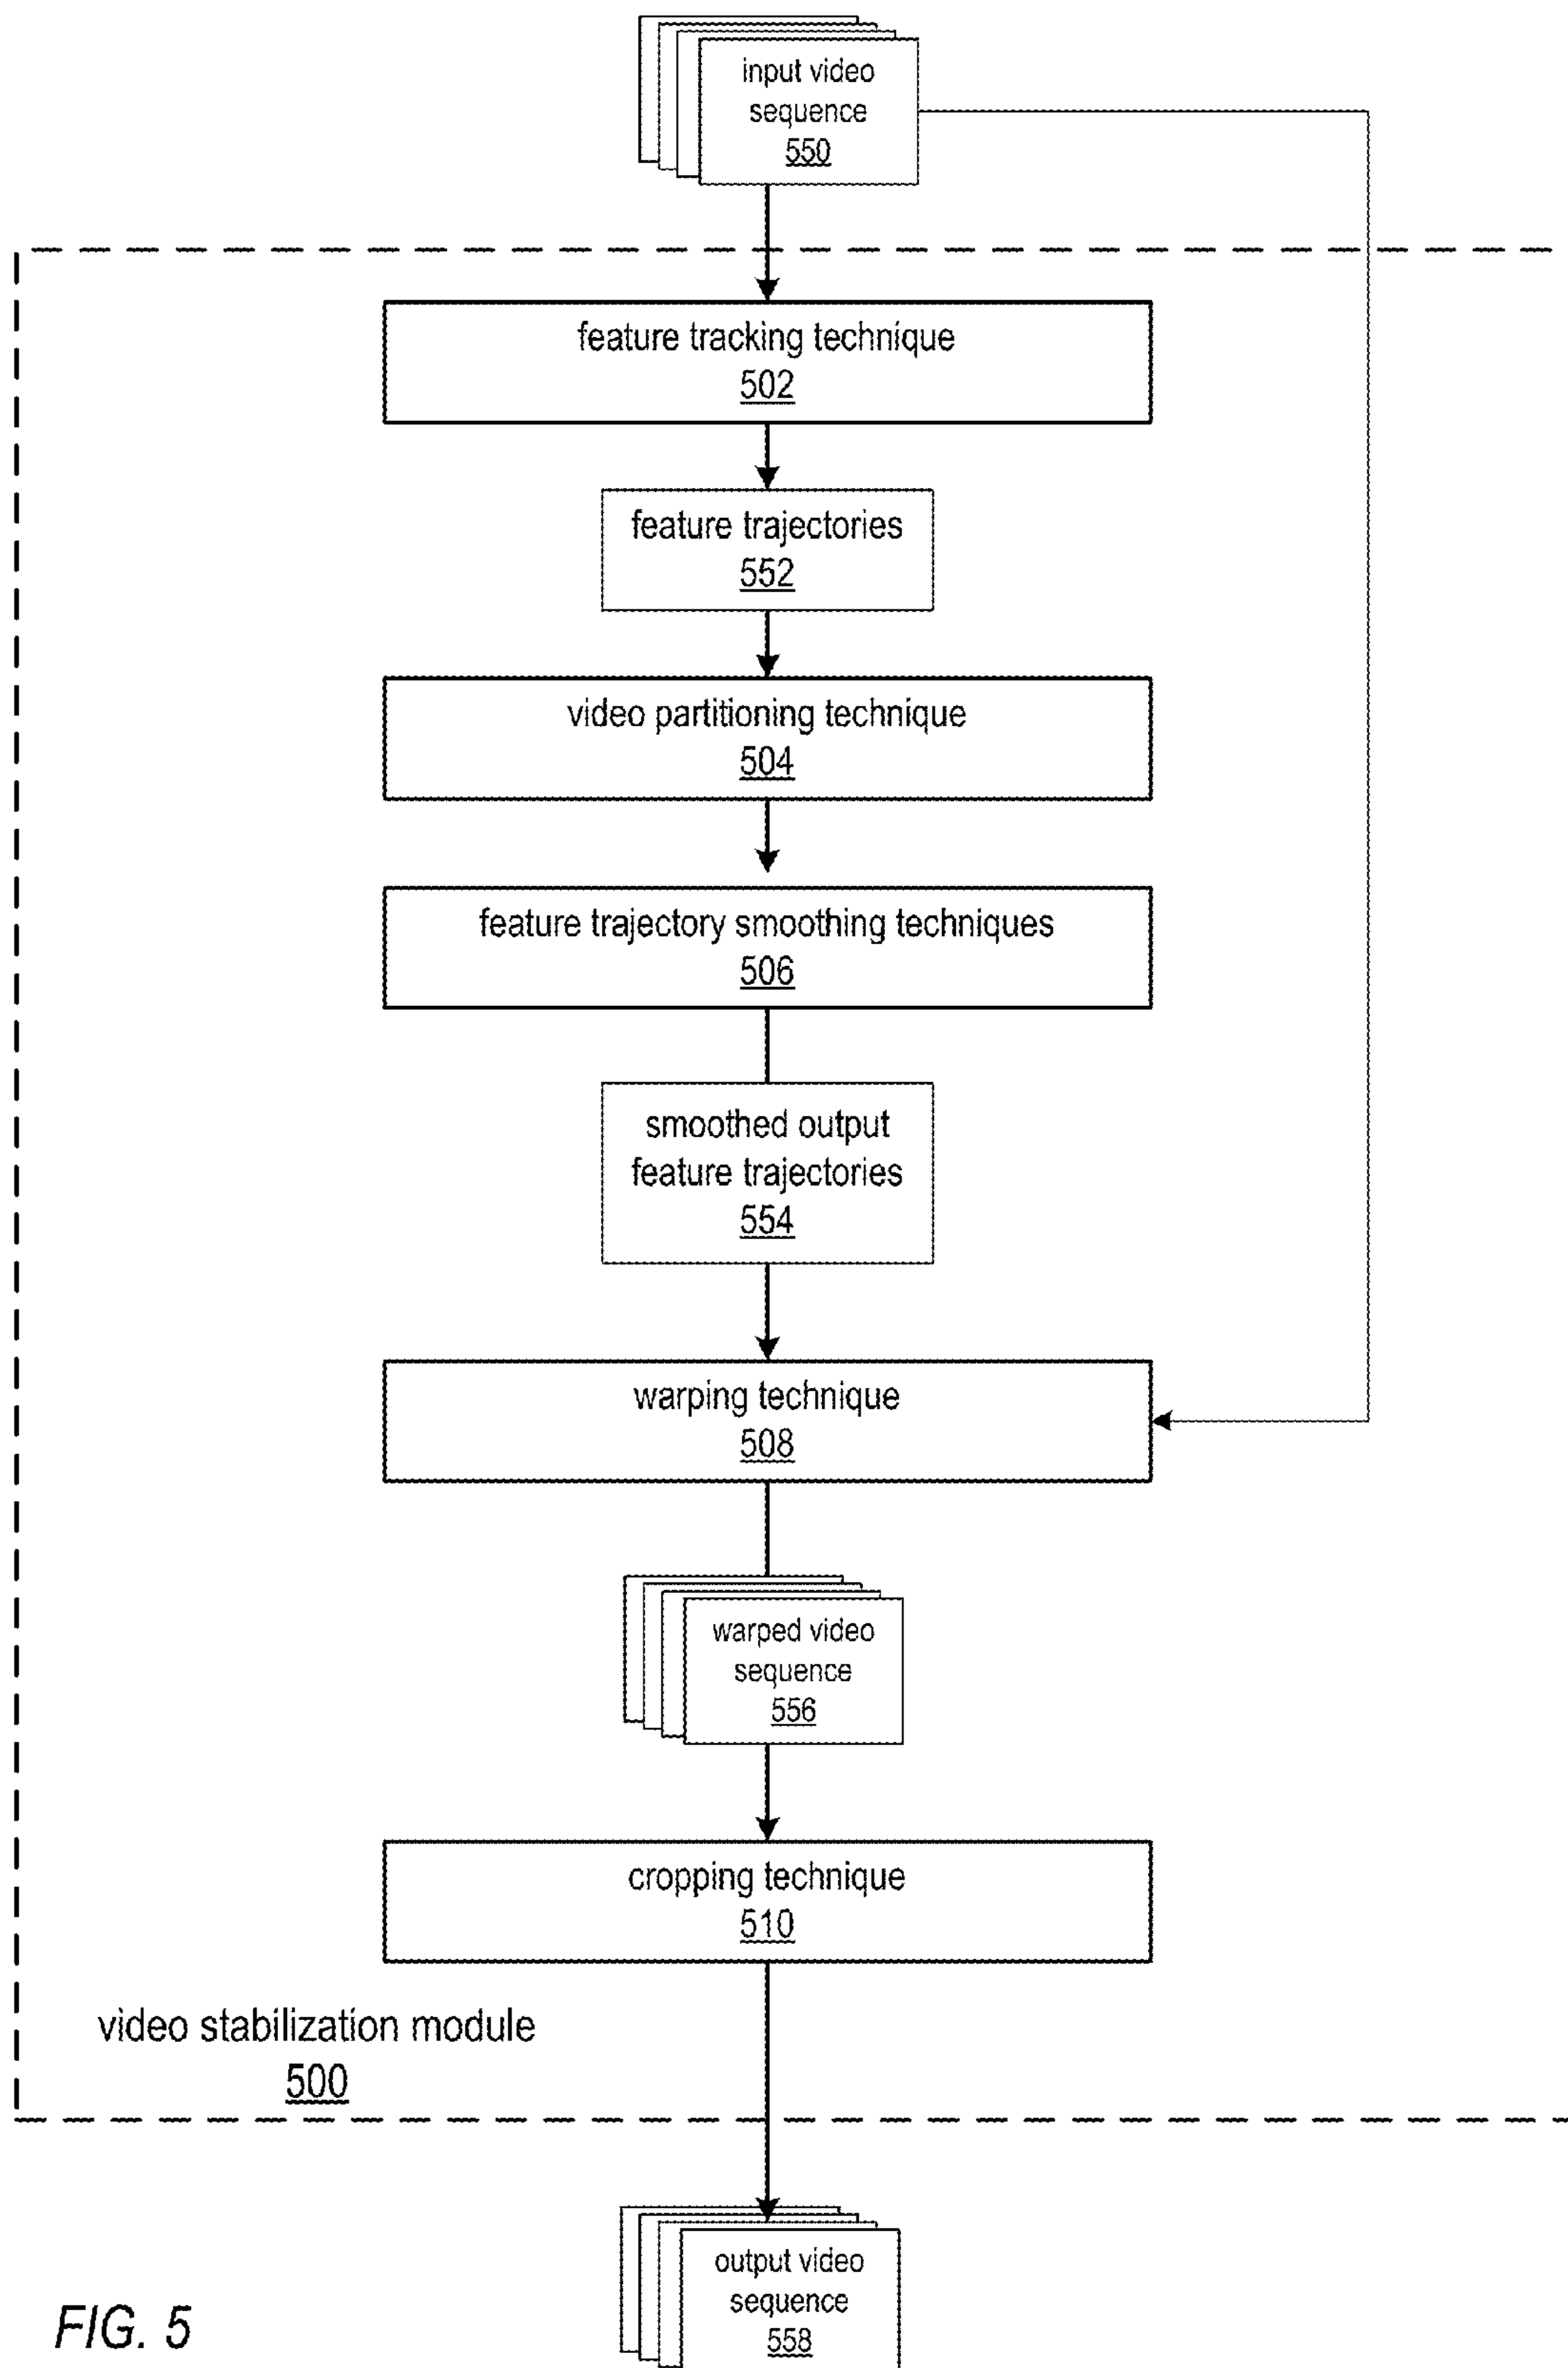 input video
sequence
550
feature tracking technique
502
feature trajectories
552
video partitioning technique
504
feature trajectory smoothing techniques
506
smoothed output
feature trajectories
554
warping technique
508
warped video
sequence
556
cropping technique
510
video stabilization module
500
output video
sequence
558
FIG. 5